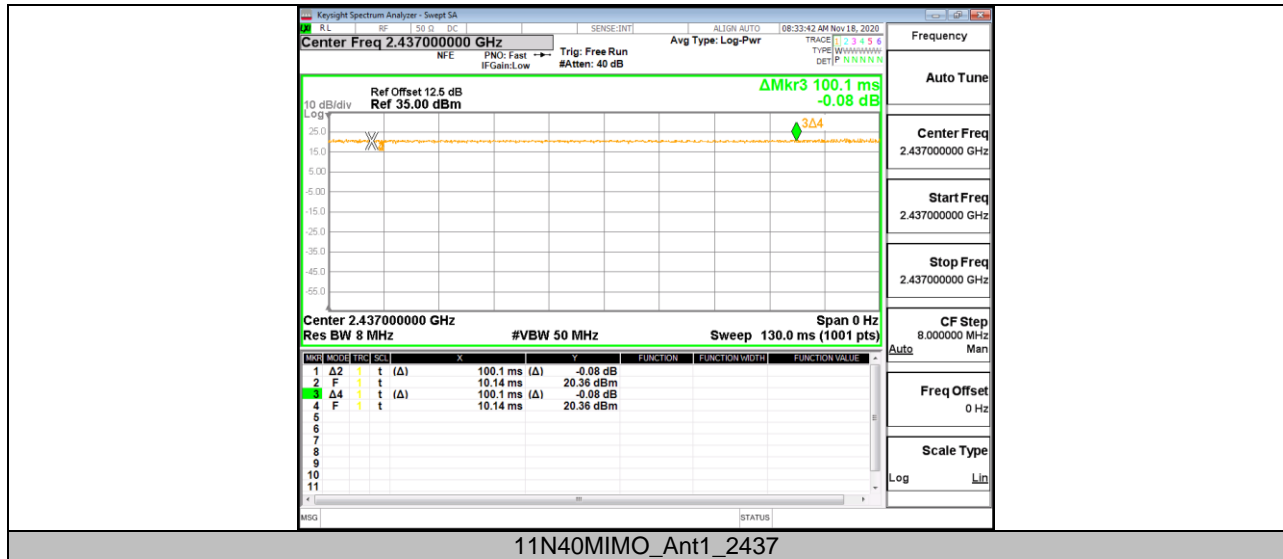 Keysight Spectrum Analyzer - Swept SA
RL RF 50 Ω DC SENSE:INT ALIGN AUTO 08:33:42 AM Nov 18, 2020
Center Freq 2.437000000 GHz
NFE
PNO: Fast
IFGain:Low
Trig: Free Run
#Atten: 40 dB
Avg Type: Log-Pwr
TRACE 1 2 3 4 5 6
TYPE W
DET P N N N N N
Frequency
Auto Tune
Center Freq
2.437000000 GHz
Start Freq
2.437000000 GHz
Stop Freq
2.437000000 GHz
CF Step
8.000000 MHz
Auto Man
Freq Offset
0 Hz
Scale Type
Log Lin
ΔMkr3 100.1 ms
-0.08 dB
Ref Offset 12.5 dB
10 dB/div Ref 35.00 dBm
Log
25.0
15.0
5.00
-5.00
-15.0
-25.0
-35.0
-45.0
-55.0
3Δ4
Center 2.437000000 GHz Span 0 Hz
Res BW 8 MHz #VBW 50 MHz Sweep 130.0 ms (1001 pts)
MKR MODE TRC SCL X Y FUNCTION FUNCTION WIDTH FUNCTION VALUE
1 Δ2 1 t (Δ) 100.1 ms (Δ) -0.08 dB
2 F 1 t 10.14 ms 20.36 dBm
3 Δ4 1 t (Δ) 100.1 ms (Δ) -0.08 dB
4 F 1 t 10.14 ms 20.36 dBm
5
6
7
8
9
10
11
MSG STATUS
11N40MIMO_Ant1_2437